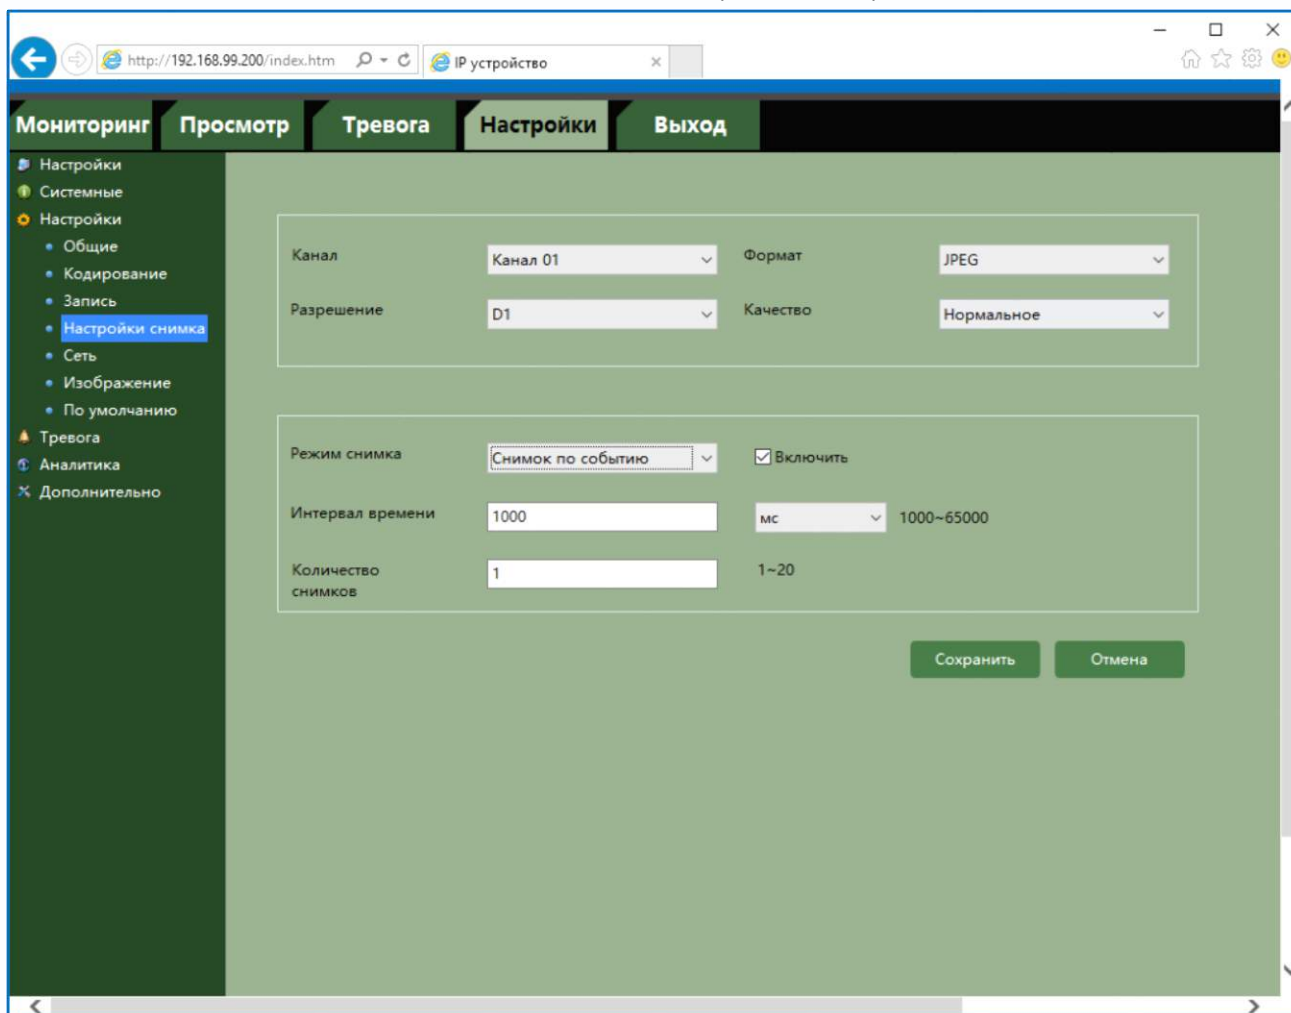 http://192.168.99.200/index.htm
IP устройство
Мониторинг Просмотр Тревога Настройки Выход
Настройки
Системные
Настройки
Общие
Кодирование
Запись
Настройки снимка
Сеть
Изображение
По умолчанию
Тревога
Аналитика
Дополнительно
Канал Канал 01 Формат JPEG
Разрешение D1 Качество Нормальное
Режим снимка Снимок по событию Включить
Интервал времени 1000 мс 1000~65000
Количество снимков 1 1~20
Сохранить Отмена